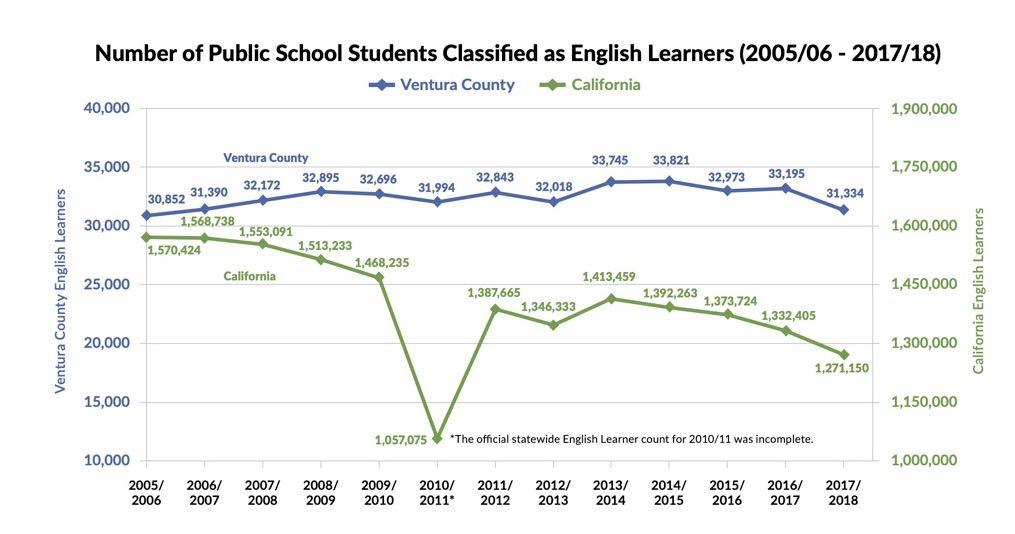 Number of Public School Students Classified as English Learners (2005/06 - 2017/18)
Ventura County California
40,000
35,000
30,000
25,000
20,000
15,000
10,000
Ventura County English Learners
1,900,000
1,750,000
1,600,000
1,450,000
1,300,000
1,150,000
1,000,000
California English Learners
Ventura County
30,852 31,390 32,172 32,895 32,696 31,994 32,843 32,018 33,745 33,821 32,973 33,195 31,334
1,570,424 1,568,738 1,553,091 1,513,233 1,468,235 1,057,075 1,387,665 1,346,333 1,413,459 1,392,263 1,373,724 1,332,405 1,271,150
California
*The official statewide English Learner count for 2010/11 was incomplete.
2005/ 2006/ 2007/ 2008/ 2009/ 2010/ 2011/ 2012/ 2013/ 2014/ 2015/ 2016/ 2017/
2006 2007 2008 2009 2010 2011* 2012 2013 2014 2015 2016 2017 2018